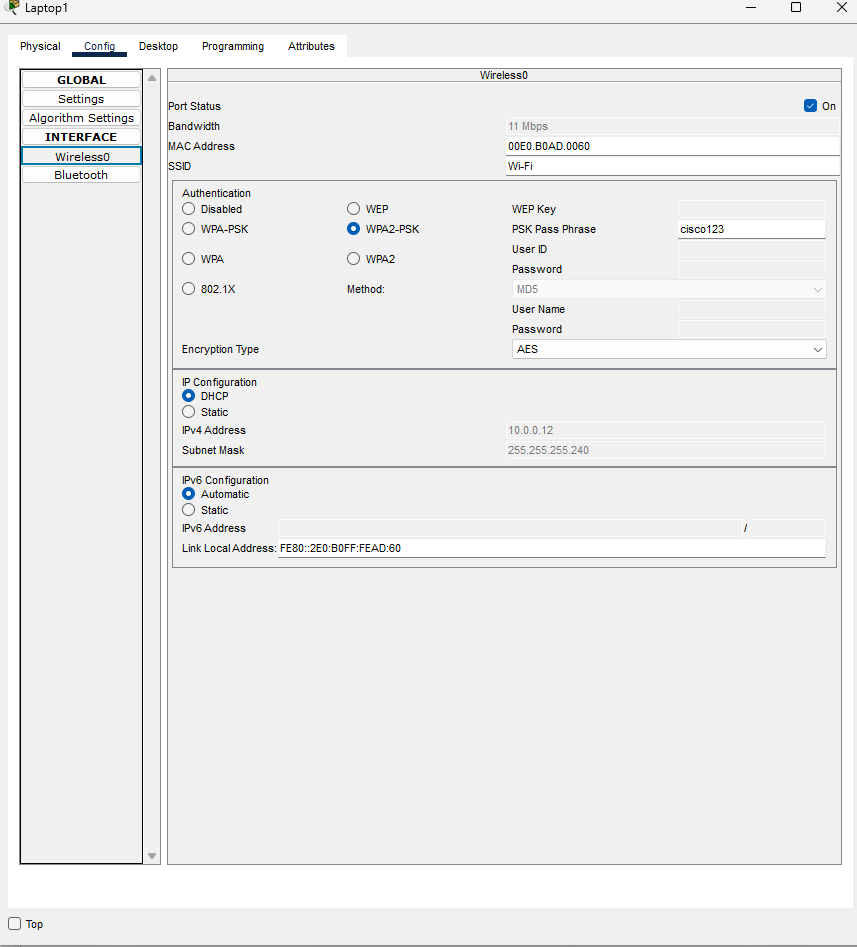 Laptop1
Physical Config Desktop Programming Attributes
GLOBAL
Settings
Algorithm Settings
INTERFACE
Wireless0
Bluetooth
Wireless0
Port Status On
Bandwidth 11 Mbps
MAC Address 00E0.B0AD.0060
SSID Wi-Fi
Authentication
Disabled WEP WEP Key
WPA-PSK WPA2-PSK PSK Pass Phrase cisco123
User ID
WPA WPA2
Password
802.1X Method: MD5
User Name
Password
Encryption Type AES
IP Configuration
DHCP
Static
IPv4 Address 10.0.0.12
Subnet Mask 255.255.255.240
IPv6 Configuration
Automatic
Static
IPv6 Address /
Link Local Address: FE80::2E0:B0FF:FEAD:60
Top